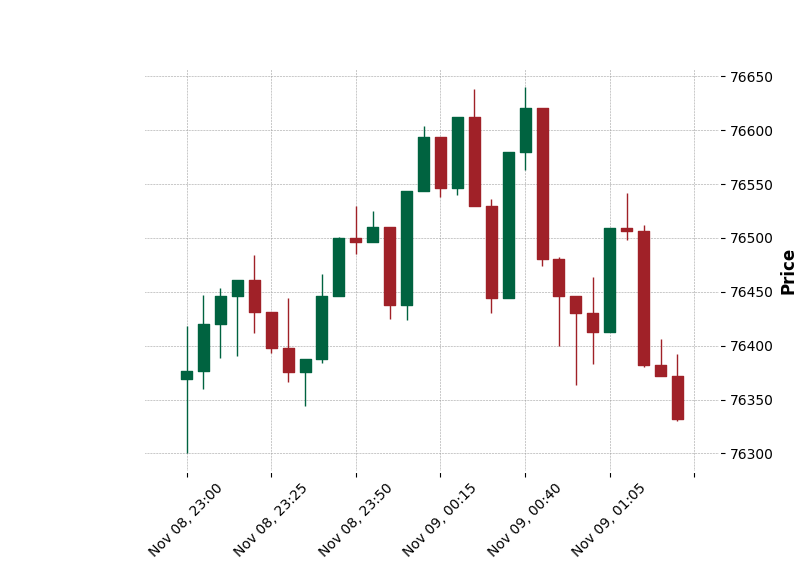 76650
76600
76550
76500
76450
76400
76350
76300
Price
Nov 08, 23:00
Nov 08, 23:25
Nov 08, 23:50
Nov 09, 00:15
Nov 09, 00:40
Nov 09, 01:05